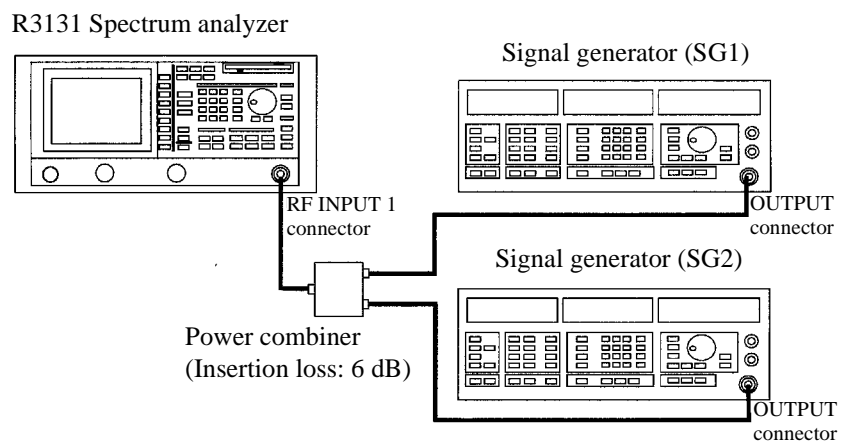 R3131 Spectrum analyzer
Signal generator (SG1)
RF INPUT 1
connector
OUTPUT
connector
Signal generator (SG2)
Power combiner
(Insertion loss: 6 dB)
OUTPUT
connector